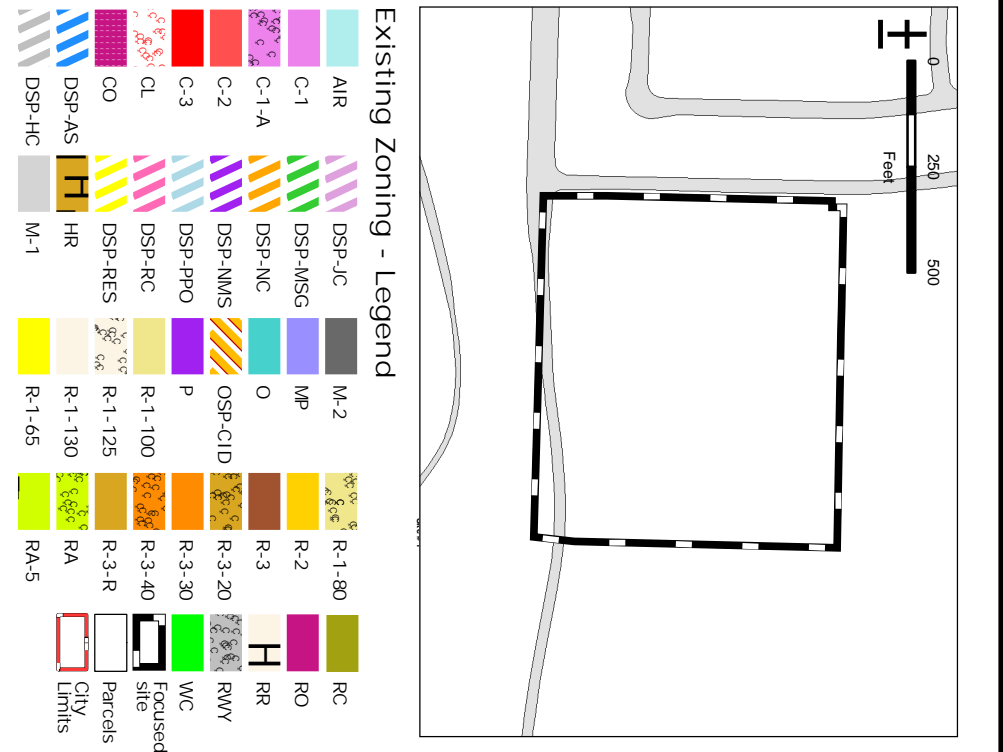 0 250 500
Feet
Existing Zoning - Legend
AIR
C-1
C-1-A
C-2
C-3
CL
CO
DSP-AS
DSP-HC
DSP-JC
DSP-MSG
DSP-NC
DSP-NMS
DSP-PPO
DSP-RC
DSP-RES
H HR
M-1
M-2
MP
O
OSP-CID
P
R-1-100
R-1-125
R-1-130
R-1-65
R-1-80
R-2
R-3
R-3-20
R-3-30
R-3-40
R-3-R
RA
RA-5
RC
RO
H RR
RWY
WC
Focused
site
Parcels
City
Limits